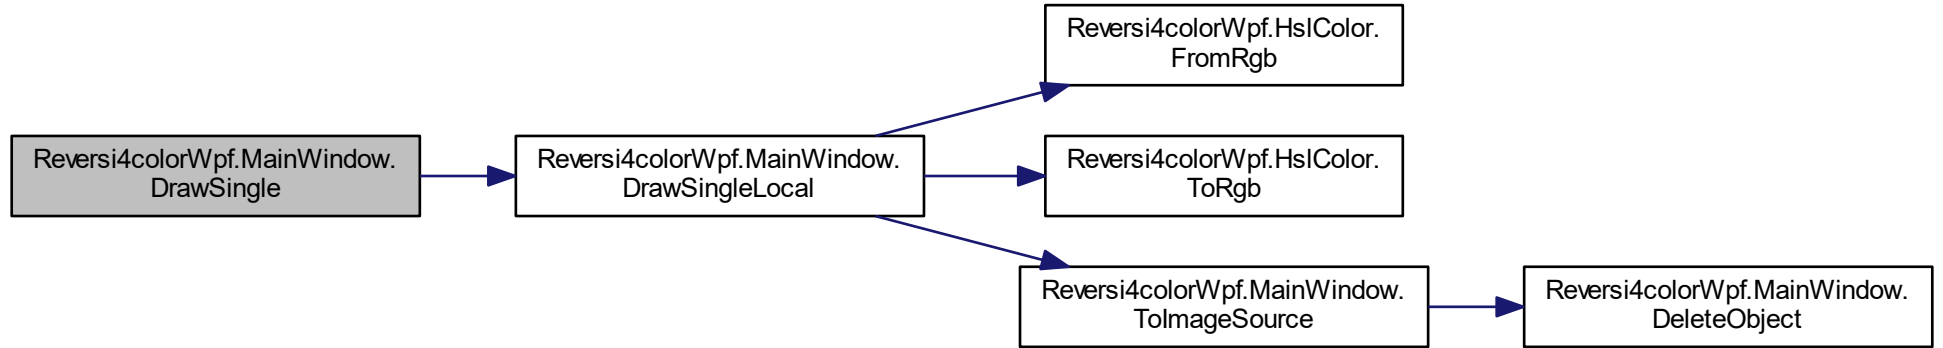 Reversi4colorWpf.MainWindow.
DrawSingle
Reversi4colorWpf.MainWindow.
DrawSingleLocal
Reversi4colorWpf.HslColor.
FromRgb
Reversi4colorWpf.HslColor.
ToRgb
Reversi4colorWpf.MainWindow.
ToImageSource
Reversi4colorWpf.MainWindow.
DeleteObject